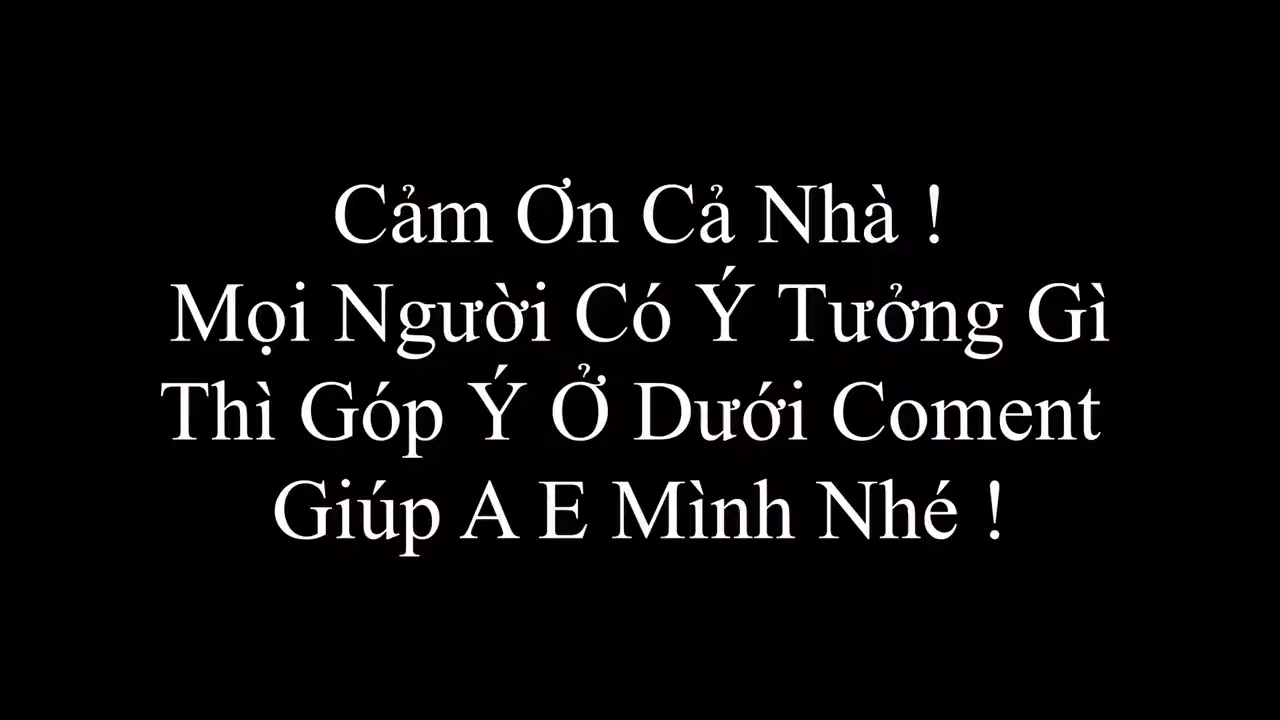 Cảm Ơn Cả Nhà !
Mọi Người Có Ý Tưởng Gì
Thì Góp Ý Ở Dưới Coment
Giúp A E Mình Nhé !